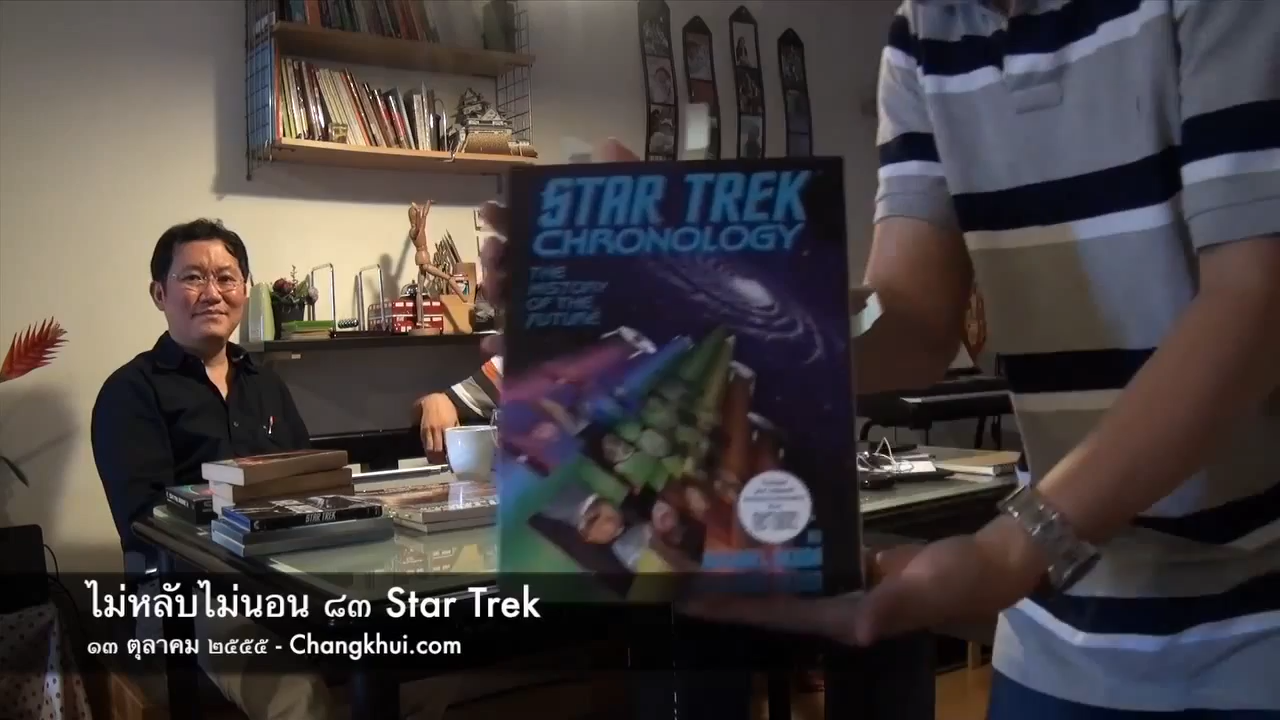 STAR TREK
CHRONOLOGY
THE
HISTORY
OF THE
FUTURE
STAR TREK
ไม่หลับไม่นอน ๘๓ Star Trek
๑๓ ตุลาคม ๒๕๕๕ - Changkhui.com